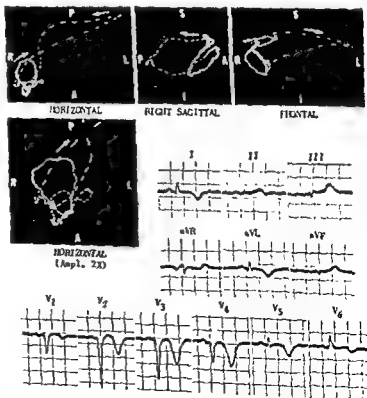 P S S
R L P A R L
A I I
HORIZONTAL RIGHT SAGITTAL FRONTAL
P
R L
A
HORIZONTAL
(Ampl. 2X)
I II III
aVR aVL aVF
V1 V2 V3 V4 V5 V6